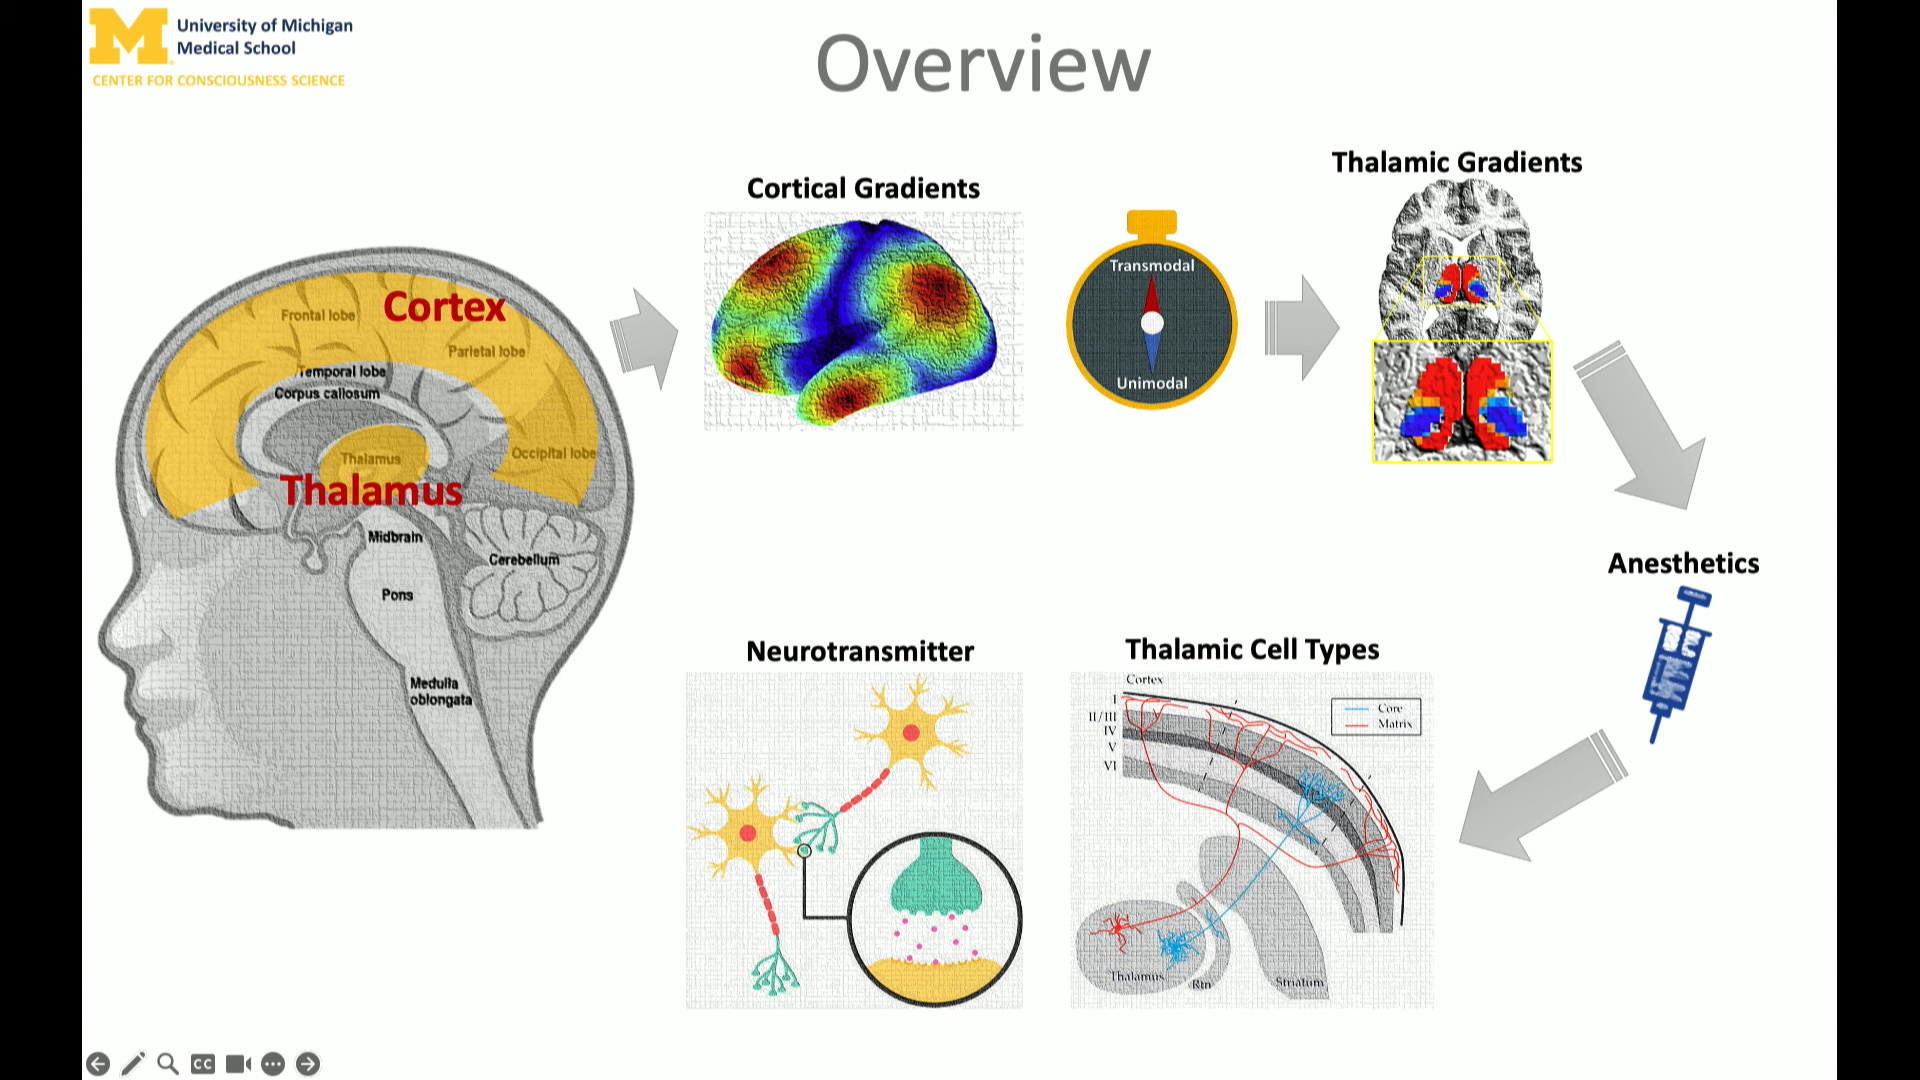 University of Michigan
Medical School
CENTER FOR CONSCIOUSNESS SCIENCE
Overview
Cortex
Frontal lobe
Parietal lobe
Temporal lobe
Corpus callosum
Thalamus
Occipital lobe
Thalamus
Midbrain
Cerebellum
Pons
Medulla
oblongata
Cortical Gradients
Transmodal
Unimodal
Thalamic Gradients
Anesthetics
Thalamic Cell Types
Cortex
I
II/III
IV
V
VI
Core
Matrix
Thalamus
Rtn
Striatum
Neurotransmitter
CC